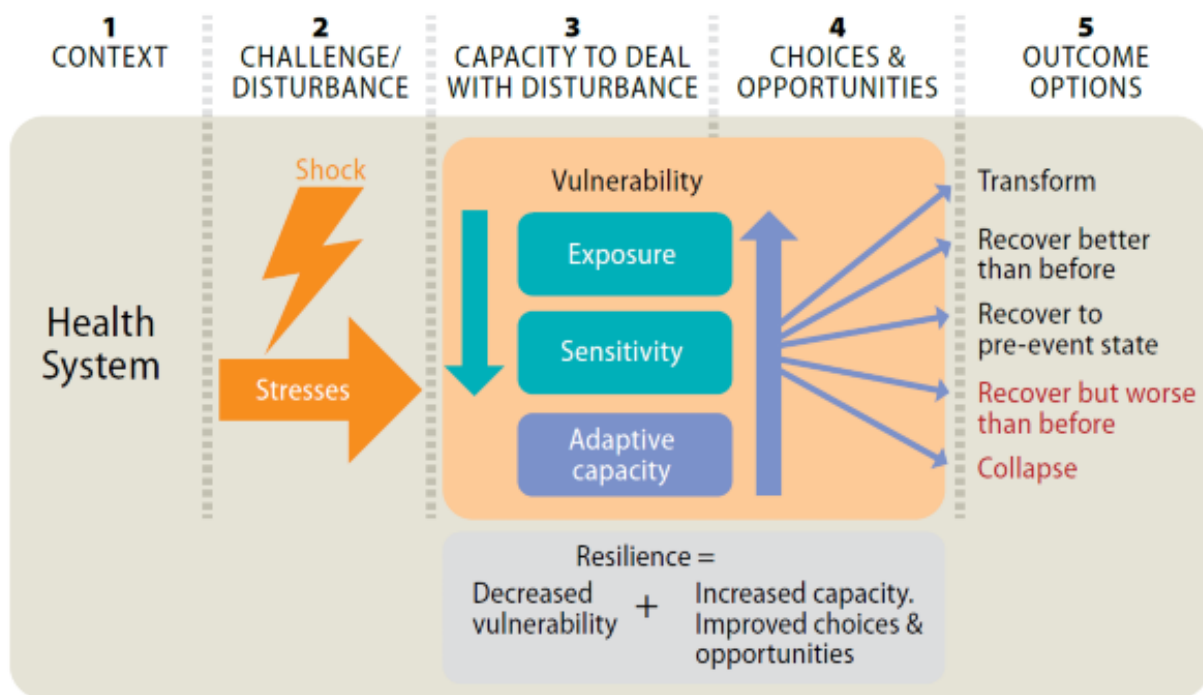 1
CONTEXT
2
CHALLENGE/
DISTURBANCE
3
CAPACITY TO DEAL
WITH DISTURBANCE
4
CHOICES &
OPPORTUNITIES
5
OUTCOME
OPTIONS
Health
System
Shock
Stresses
Vulnerability
Exposure
Sensitivity
Adaptive
capacity
Transform
Recover better
than before
Recover to
pre-event state
Recover but worse
than before
Collapse
Resilience =
Decreased
vulnerability
+
Increased capacity.
Improved choices &
opportunities